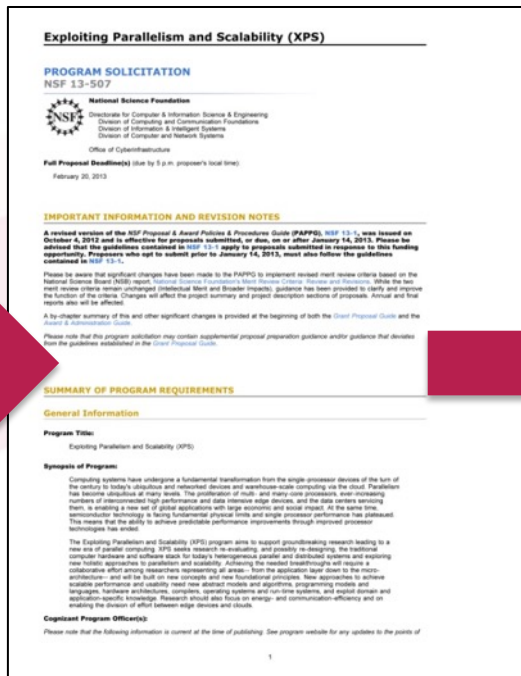 Exploiting Parallelism and Scalability (XPS)
PROGRAM SOLICITATION
NSF 13-507
NSF
National Science Foundation
Directorate for Computer & Information Science & Engineering
Division of Computing and Communication Foundations
Division of Information & Intelligent Systems
Division of Computer and Network Systems
Office of Cyberinfrastructure
Full Proposal Deadline(s) (due by 5 p.m. proposer's local time)
February 20, 2013
IMPORTANT INFORMATION AND REVISION NOTES
A revised version of the NSF Proposal & Award Policies & Procedures Guide (PAPPG), NSF 13-1, was issued on
October 4, 2012 and is effective for proposals submitted, or due, on or after January 14, 2013. Please be
advised that the guidelines contained in NSF 13-1 apply to proposals submitted in response to this funding
opportunity. Proposers who opt to submit prior to January 14, 2013, must also follow the guidelines
contained in NSF 13-1.
Please be aware that significant changes have been made to the PAPPG to implement revised merit review criteria based on the
National Science Board (NSB) report, National Science Foundation's Merit Review Criteria: Review and Revisions. While the two
merit review criteria remain unchanged (Intellectual Merit and Broader Impacts), guidance has been provided to clarify and improve
the function of the criteria. Changes will affect the project summary and project description sections of proposals. Annual and final
reports also will be affected.
A by-chapter summary of this and other significant changes is provided at the beginning of both the Grant Proposal Guide and the
Award & Administration Guide.
Please note that this program solicitation may contain supplemental proposal preparation guidance and/or guidance that deviates
from the guidelines established in the Grant Proposal Guide.
SUMMARY OF PROGRAM REQUIREMENTS
General Information
Program Title:
Exploiting Parallelism and Scalability (XPS)
Synopsis of Program:
Computing systems have undergone a fundamental transformation from the single-processor devices of the turn of
the century to today's ubiquitous and networked devices and warehouse-scale computing via the cloud. Parallelism
has become ubiquitous at many levels. The proliferation of multi- and many-core processors, ever-increasing
numbers of interconnected high performance and data intensive edge devices, and the data centers servicing
them, is enabling a new set of global applications with large economic and social impact. At the same time,
semiconductor technology is facing fundamental physical limits and single processor performance has plateaued.
This means that the ability to achieve predictable performance improvements through improved processor
technologies has ended.
The Exploiting Parallelism and Scalability (XPS) program aims to support groundbreaking research leading to a
new era of parallel computing. XPS seeks research re-evaluating, and possibly re-designing, the traditional
computer hardware and software stack for today's heterogeneous parallel and distributed systems and exploring
new holistic approaches to parallelism and scalability. Achieving the needed breakthroughs will require a
collaborative effort among researchers representing all areas-- from the application layer down to the micro-
architecture-- and will be built on new concepts and new foundational principles. New approaches to achieve
scalable performance and usability need new abstract models and algorithms, programming models and
languages, hardware architectures, compilers, operating systems and run-time systems, and exploit domain and
application-specific knowledge. Research should also focus on energy- and communication-efficiency and on
enabling the division of effort between edge devices and clouds.
Cognizant Program Officer(s):
Please note that the following information is current at the time of publishing. See program website for any updates to the points of
1